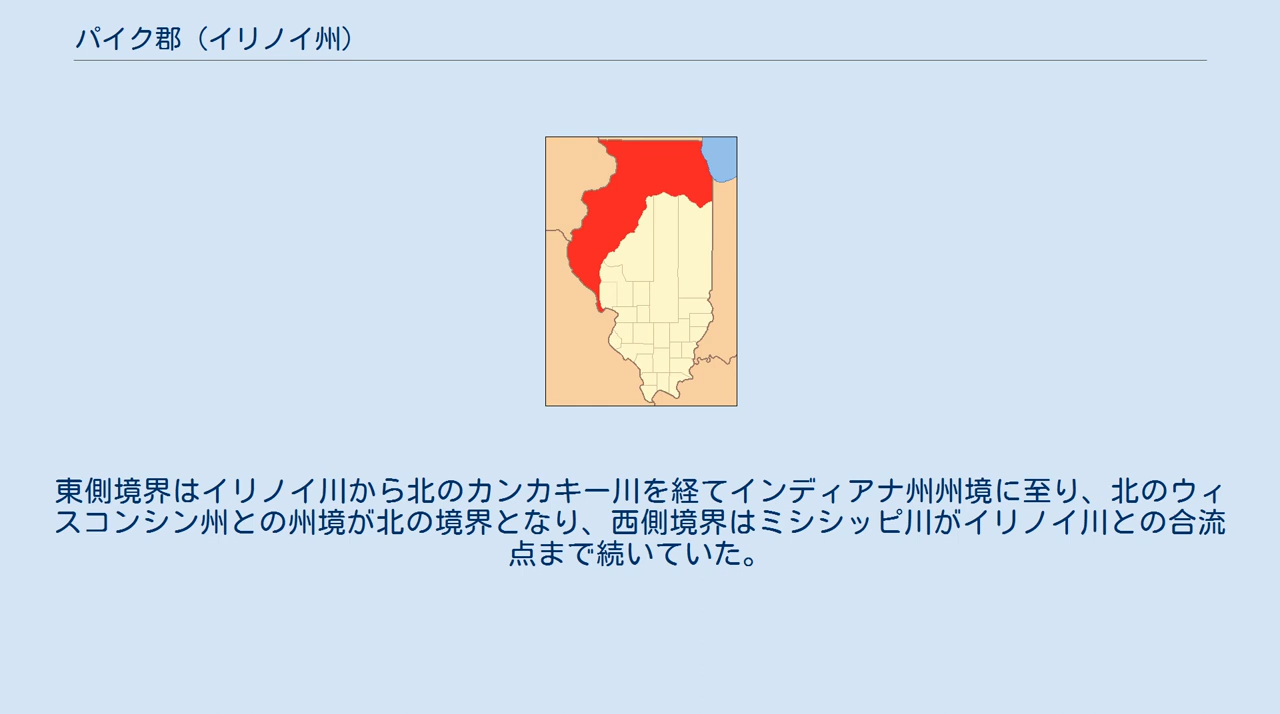 パイク郡（イリノイ州）
東側境界はイリノイ川から北のカンカキー川を経てインディアナ州州境に至り、北のウィ
スコンシン州との州境が北の境界となり、西側境界はミシシッピ川がイリノイ川との合流
点まで続いていた。